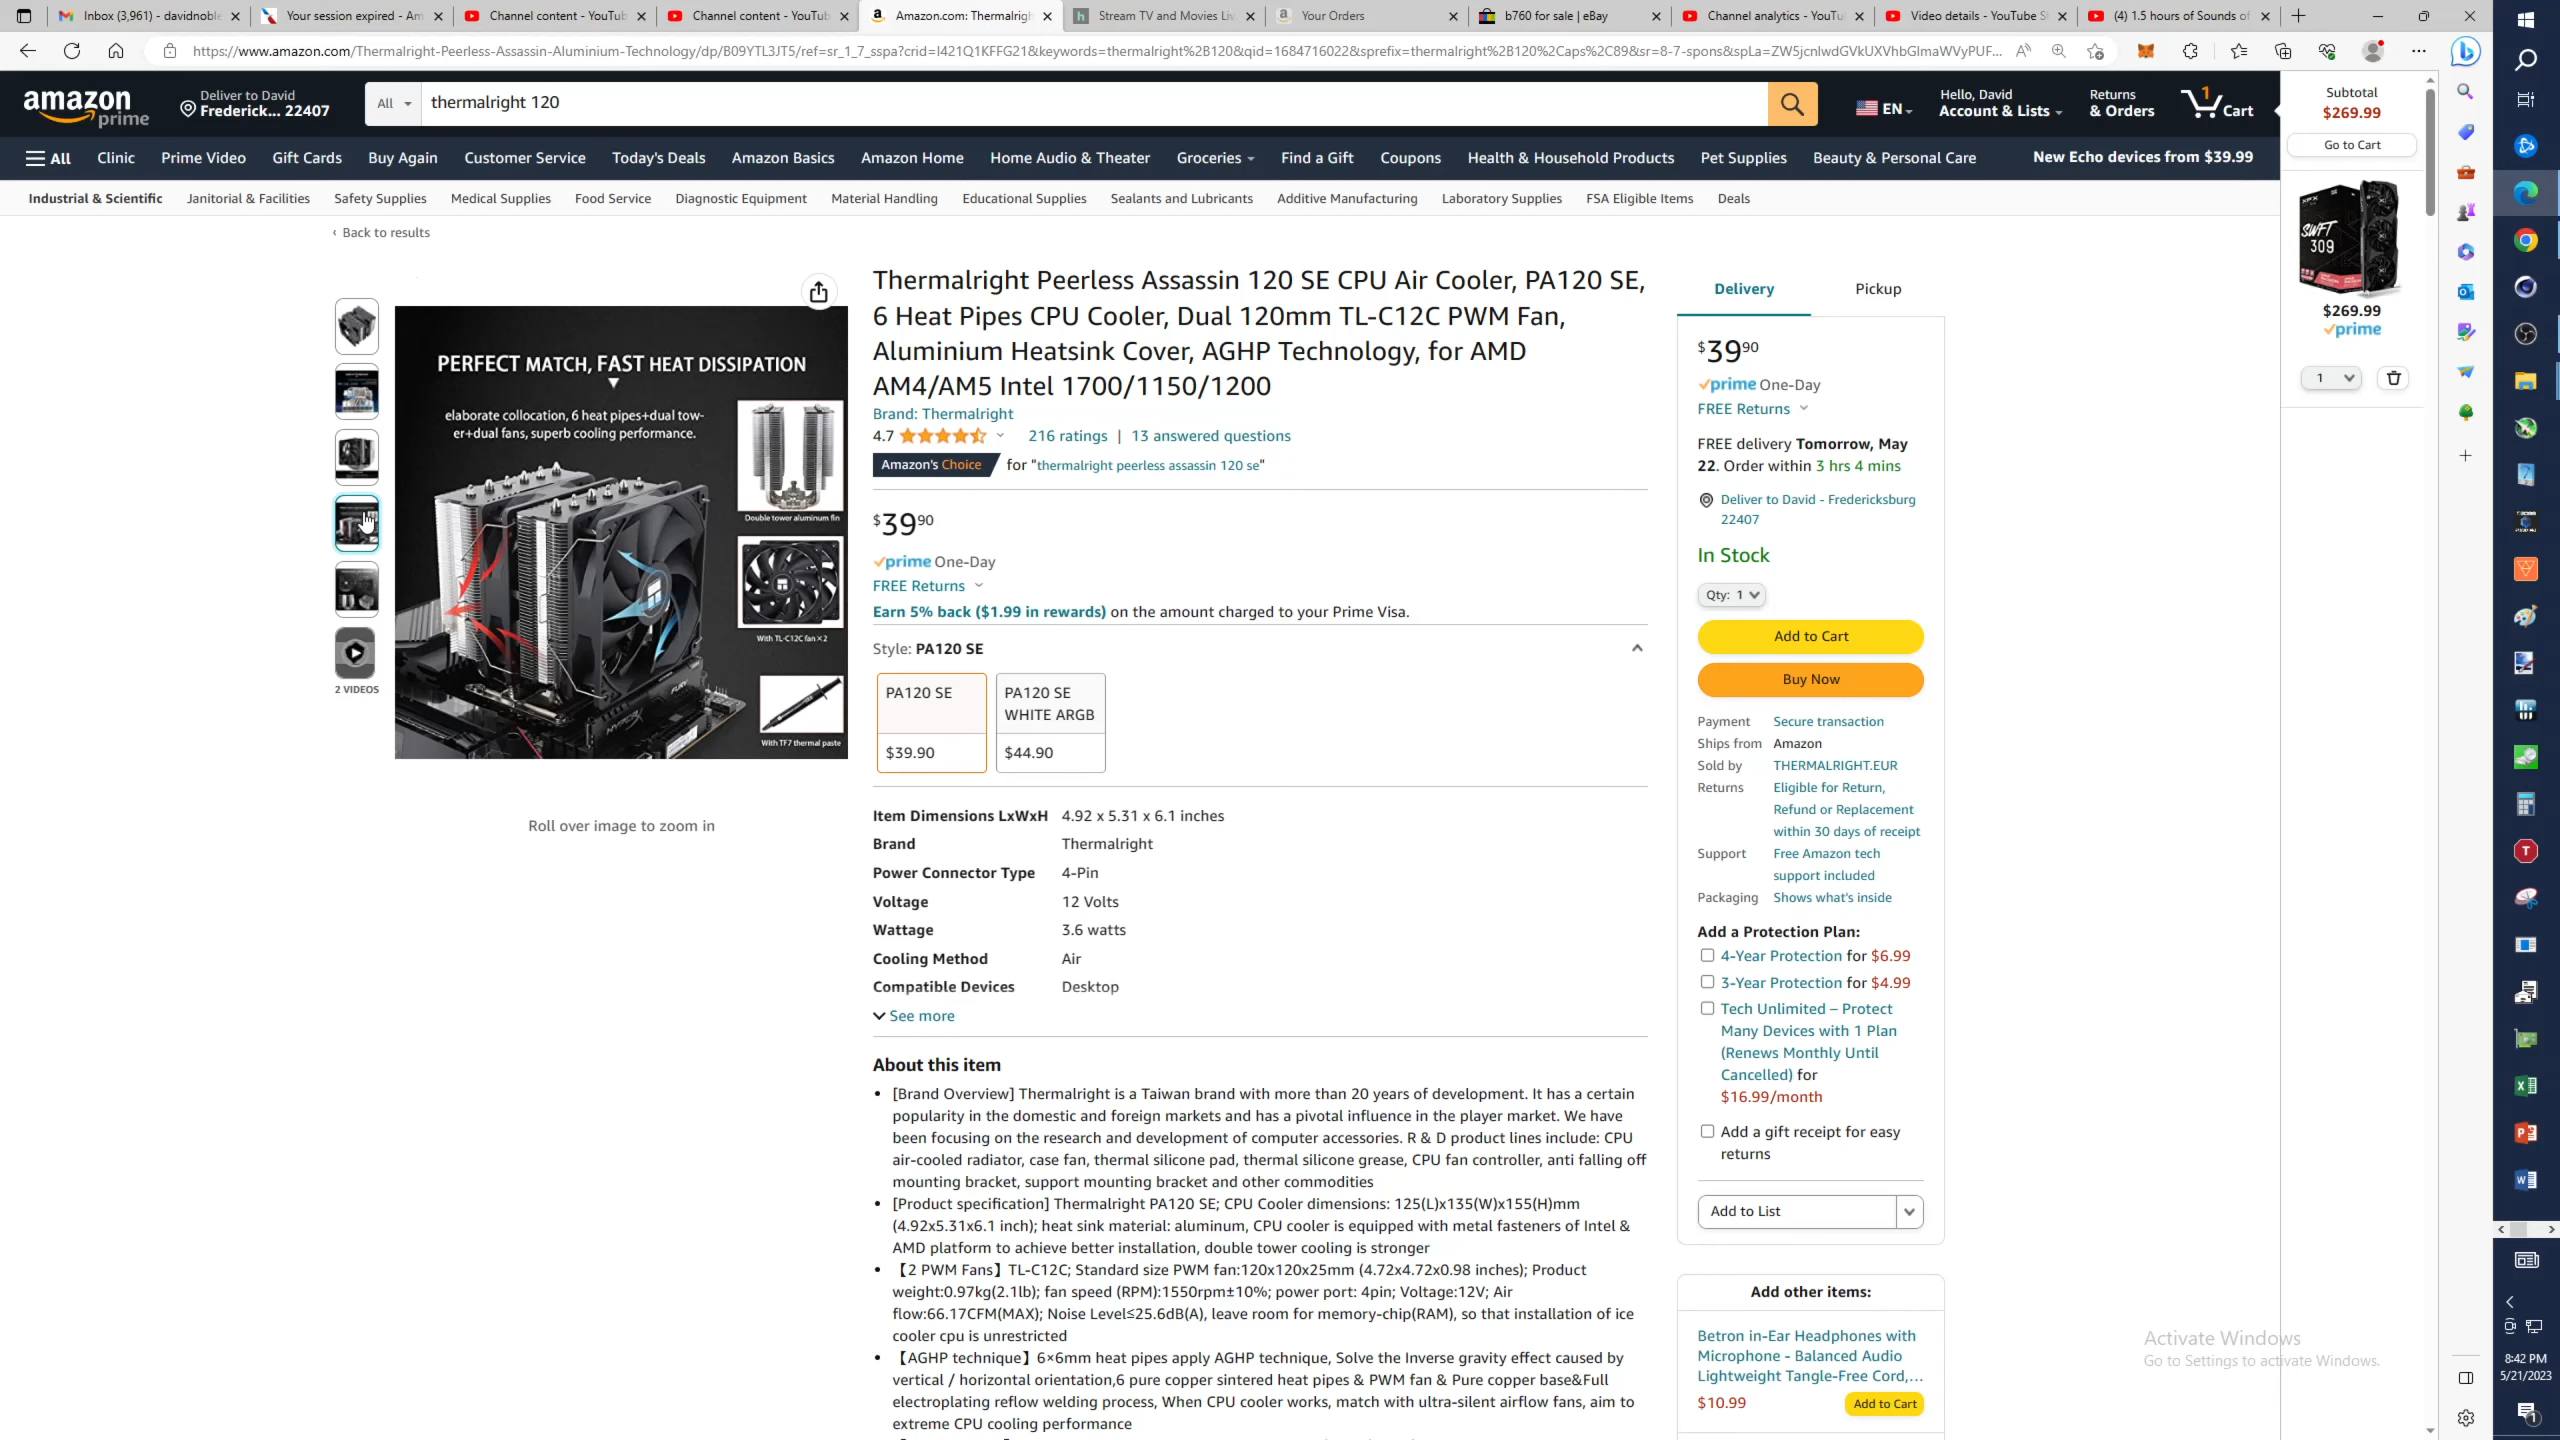 Inbox (3,961) - davidnoble
Your session expired - Am
Channel content - YouTub
Channel content - YouTub
Amazon.com: Thermalrigh
Stream TV and Movies Liv
Your Orders
b760 for sale | eBay
Channel analytics - YouTu
Video details - YouTube S
(4) 1.5 hours of Sounds of
https://www.amazon.com/Thermalright-Peerless-Assassin-Aluminium-Technology/dp/B09YTL3JT5/ref=sr_1_7_sspa?crid=I421Q1KFFG21&keywords=thermalright%2B120&qid=1684716022&sprefix=thermalright%2B120%2Caps%2C89&sr=8-7-spons&spLa=ZW5jcnlwdGVkUXVhbGlmaWVyPUF...
amazon prime
Deliver to David
Frederick... 22407
All
thermalright 120
EN
Hello, David
Account & Lists
Returns
& Orders
1
Cart
Subtotal
$269.99
Go to Cart
All
Clinic
Prime Video
Gift Cards
Buy Again
Customer Service
Today's Deals
Amazon Basics
Amazon Home
Home Audio & Theater
Groceries
Find a Gift
Coupons
Health & Household Products
Pet Supplies
Beauty & Personal Care
New Echo devices from $39.99
Industrial & Scientific
Janitorial & Facilities
Safety Supplies
Medical Supplies
Food Service
Diagnostic Equipment
Material Handling
Educational Supplies
Sealants and Lubricants
Additive Manufacturing
Laboratory Supplies
FSA Eligible Items
Deals
‹ Back to results
XFX
SWFT
309
$269.99
prime
1
PERFECT MATCH, FAST HEAT DISSIPATION
elaborate collocation, 6 heat pipes+dual tow-
er+dual fans, superb cooling performance.
Double tower aluminum fin
With TL-C12C fan×2
With TF7 thermal paste
HYPERX
FURY
2 VIDEOS
Roll over image to zoom in
Thermalright Peerless Assassin 120 SE CPU Air Cooler, PA120 SE,
6 Heat Pipes CPU Cooler, Dual 120mm TL-C12C PWM Fan,
Aluminium Heatsink Cover, AGHP Technology, for AMD
AM4/AM5 Intel 1700/1150/1200
Brand: Thermalright
4.7
216 ratings | 13 answered questions
Amazon's Choice for "thermalright peerless assassin 120 se"
$39 90
prime One-Day
FREE Returns
Earn 5% back ($1.99 in rewards) on the amount charged to your Prime Visa.
Style: PA120 SE
PA120 SE
$39.90
PA120 SE
WHITE ARGB
$44.90
Item Dimensions LxWxH 4.92 x 5.31 x 6.1 inches
Brand Thermalright
Power Connector Type 4-Pin
Voltage 12 Volts
Wattage 3.6 watts
Cooling Method Air
Compatible Devices Desktop
See more
About this item
• [Brand Overview] Thermalright is a Taiwan brand with more than 20 years of development. It has a certain
popularity in the domestic and foreign markets and has a pivotal influence in the player market. We have
been focusing on the research and development of computer accessories. R & D product lines include: CPU
air-cooled radiator, case fan, thermal silicone pad, thermal silicone grease, CPU fan controller, anti falling off
mounting bracket, support mounting bracket and other commodities
• [Product specification] Thermalright PA120 SE; CPU Cooler dimensions: 125(L)x135(W)x155(H)mm
(4.92x5.31x6.1 inch); heat sink material: aluminum, CPU cooler is equipped with metal fasteners of Intel &
AMD platform to achieve better installation, double tower cooling is stronger
• 【2 PWM Fans】TL-C12C; Standard size PWM fan:120x120x25mm (4.72x4.72x0.98 inches); Product
weight:0.97kg(2.1lb); fan speed (RPM):1550rpm±10%; power port: 4pin; Voltage:12V; Air
flow:66.17CFM(MAX); Noise Level≤25.6dB(A), leave room for memory-chip(RAM), so that installation of ice
cooler cpu is unrestricted
• 【AGHP technique】6×6mm heat pipes apply AGHP technique, Solve the Inverse gravity effect caused by
vertical / horizontal orientation,6 pure copper sintered heat pipes & PWM fan & Pure copper base&Full
electroplating reflow welding process, When CPU cooler works, match with ultra-silent airflow fans, aim to
extreme CPU cooling performance
Delivery
Pickup
$39 90
prime One-Day
FREE Returns
FREE delivery Tomorrow, May
22. Order within 3 hrs 4 mins
Deliver to David - Fredericksburg
22407
In Stock
Qty: 1
Add to Cart
Buy Now
Payment Secure transaction
Ships from Amazon
Sold by THERMALRIGHT.EUR
Returns Eligible for Return,
Refund or Replacement
within 30 days of receipt
Support Free Amazon tech
support included
Packaging Shows what's inside
Add a Protection Plan:
4-Year Protection for $6.99
3-Year Protection for $4.99
Tech Unlimited – Protect
Many Devices with 1 Plan
(Renews Monthly Until
Cancelled) for
$16.99/month
Add a gift receipt for easy
returns
Add to List
Add other items:
Betron in-Ear Headphones with
Microphone - Balanced Audio
Lightweight Tangle-Free Cord,...
$10.99
Add to Cart
Activate Windows
Go to Settings to activate Windows.
8:42 PM
5/21/2023
1